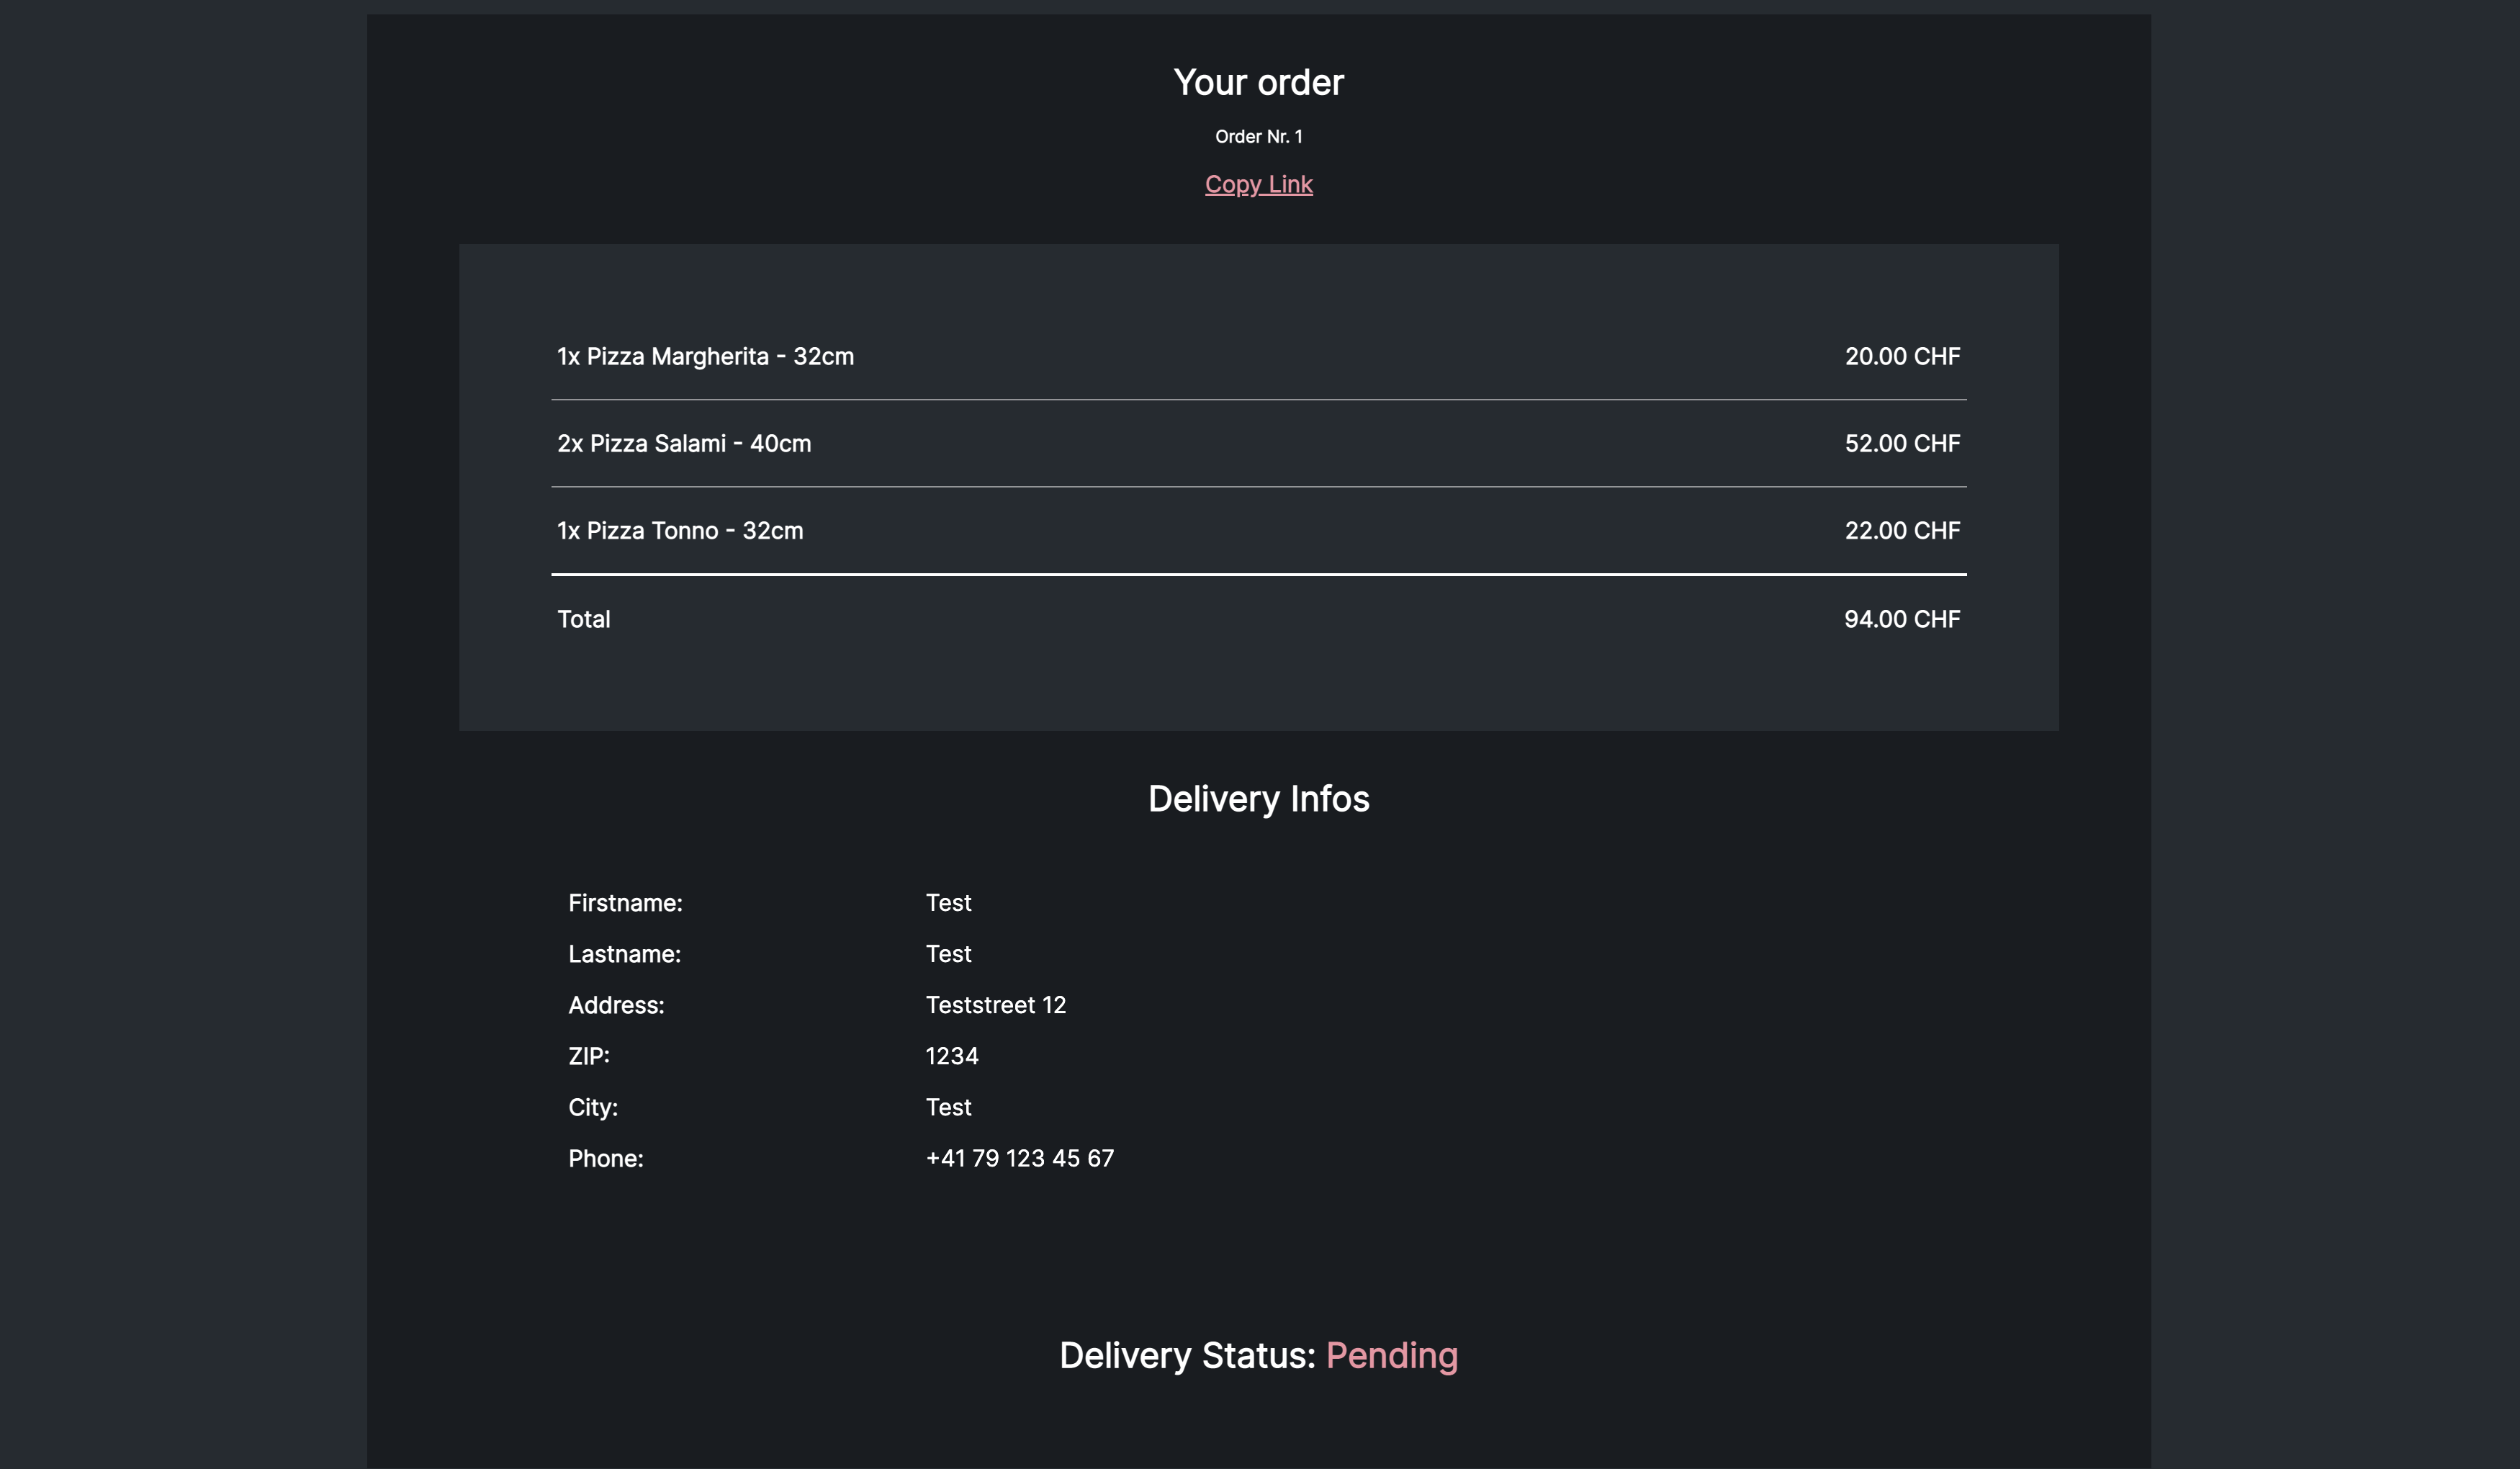 Your order
Order Nr. 1
Copy Link
1x Pizza Margherita - 32cm 20.00 CHF
2x Pizza Salami - 40cm 52.00 CHF
1x Pizza Tonno - 32cm 22.00 CHF
Total 94.00 CHF
Delivery Infos
Firstname: Test
Lastname: Test
Address: Teststreet 12
ZIP: 1234
City: Test
Phone: +41 79 123 45 67
Delivery Status: Pending